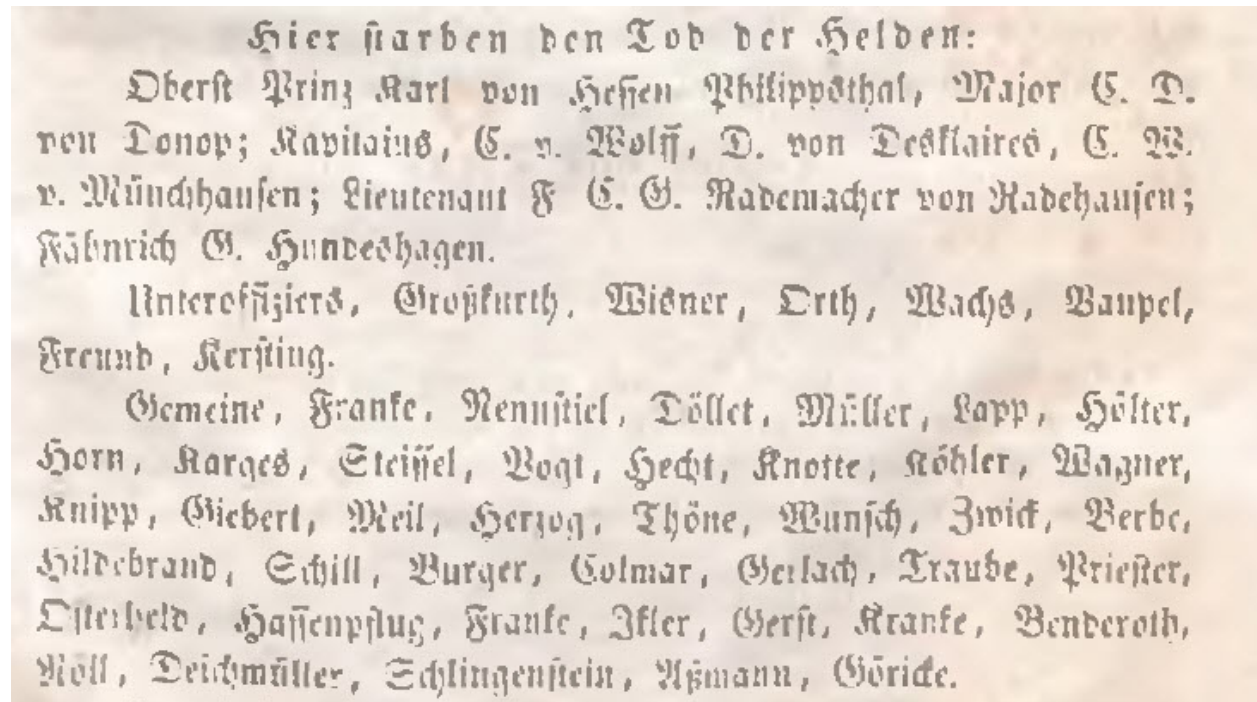 Hier starben den Tod der Helden:
Oberst Prinz Karl von Hessen Philippsthal, Major C. D.
von Donop; Kapitains, C. v. Wolff, D. von Desklaires, C. W.
v. Münchhausen; Lieutenant F C. G. Rademacher von Radehausen;
Fähnrich G. Hundeshagen.
Unteroffiziers, Großkurth, Wisner, Orth, Wachs, Vaupel,
Freund, Kersting.
Gemeine, Franke, Rennstiel, Döllet, Müller, Lapp, Hölter,
Horn, Karges, Steissel, Vogt, Hecht, Knotte, Köhler, Wagner,
Knipp, Giebert, Meil, Herzog, Thöne, Wunsch, Zwick, Berbe,
Hildebrand, Schill, Burger, Colmar, Gerlach, Traube, Priester,
Osterheld, Hassenpflug, Franke, Ikler, Gerst, Kranke, Benderoth,
Röll, Deichmüller, Schlingenstein, Aßmann, Göricke.